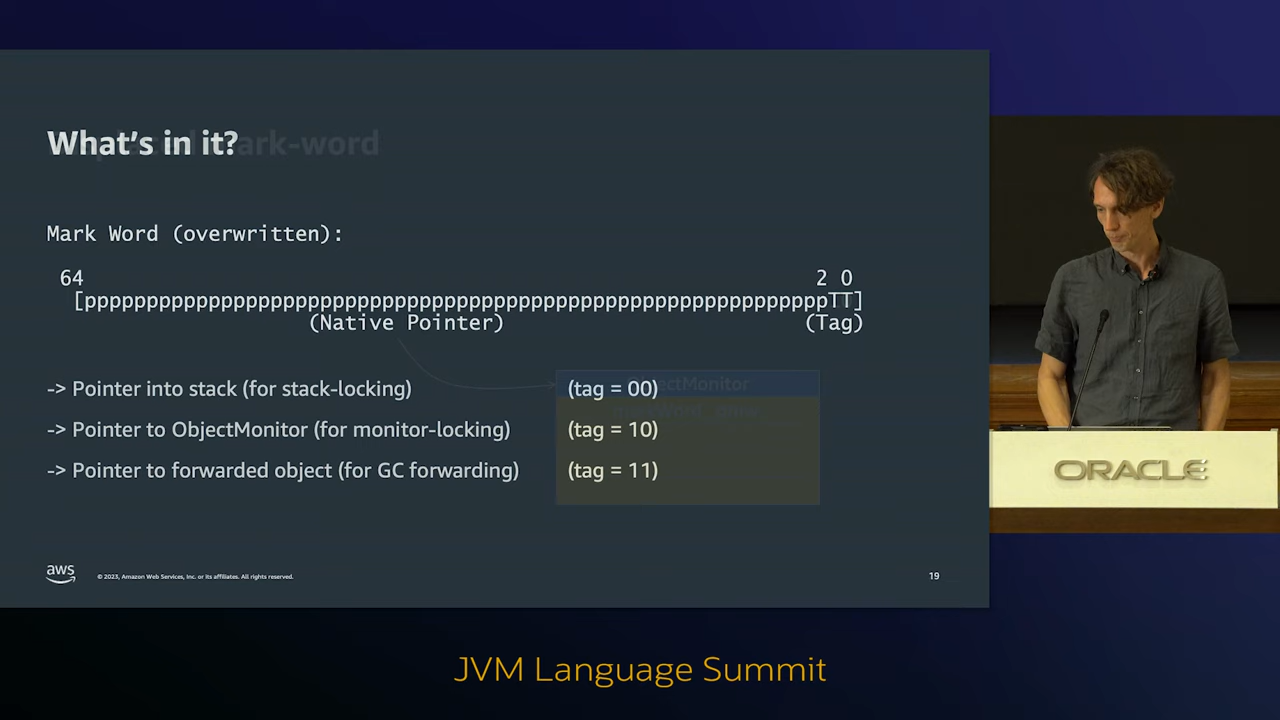 What's in it?
Mark Word (overwritten):
64 2 0
[pppppppppppppppppppppppppppppppppppppppppppppppppppppppppppppTT]
(Native Pointer) (Tag)
-> Pointer into stack (for stack-locking) (tag = 00)
-> Pointer to ObjectMonitor (for monitor-locking) (tag = 10)
-> Pointer to forwarded object (for GC forwarding) (tag = 11)
aws
© 2023, Amazon Web Services, Inc. or its affiliates. All rights reserved.
19
ORACLE
JVM Language Summit